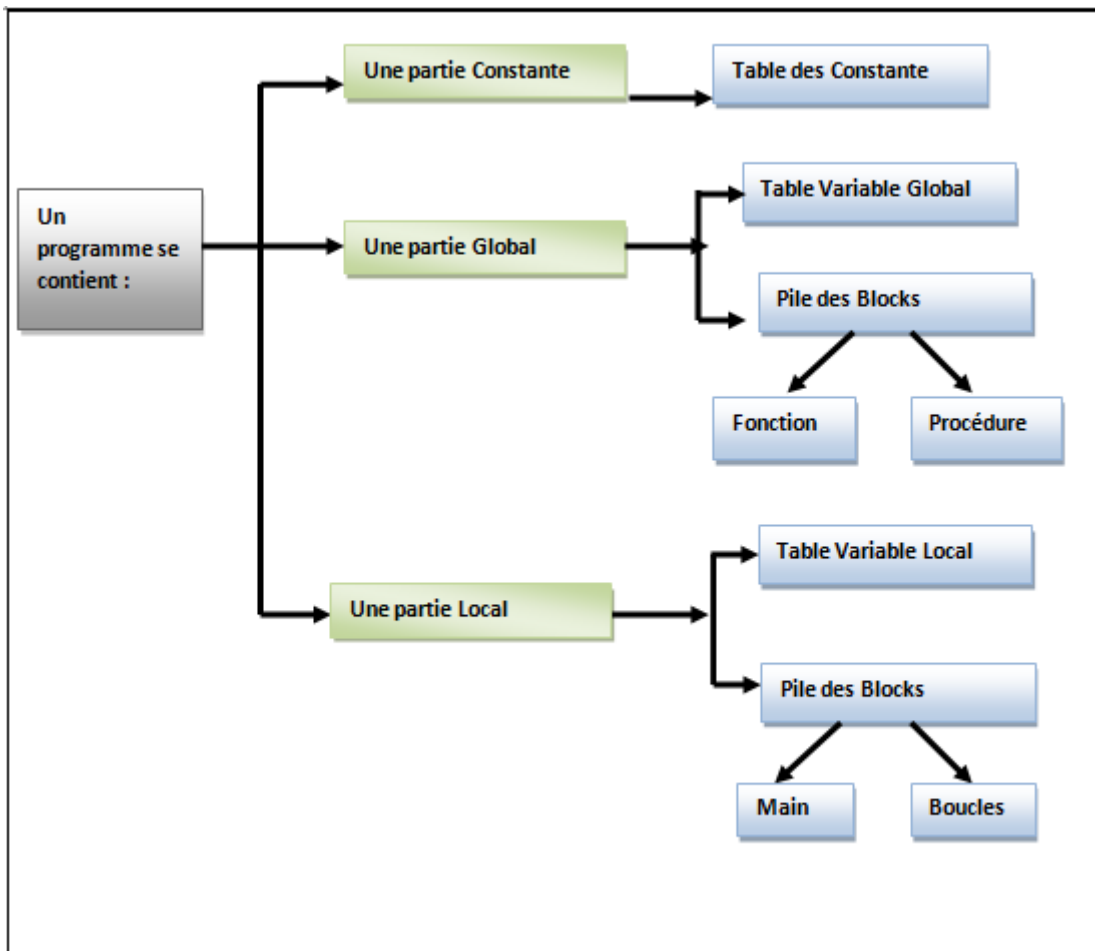 Une partie Constante
Table des Constante
Un
programme se
contient :
Table Variable Global
Une partie Global
Pile des Blocks
Fonction
Procédure
Table Variable Local
Une partie Local
Pile des Blocks
Main
Boucles